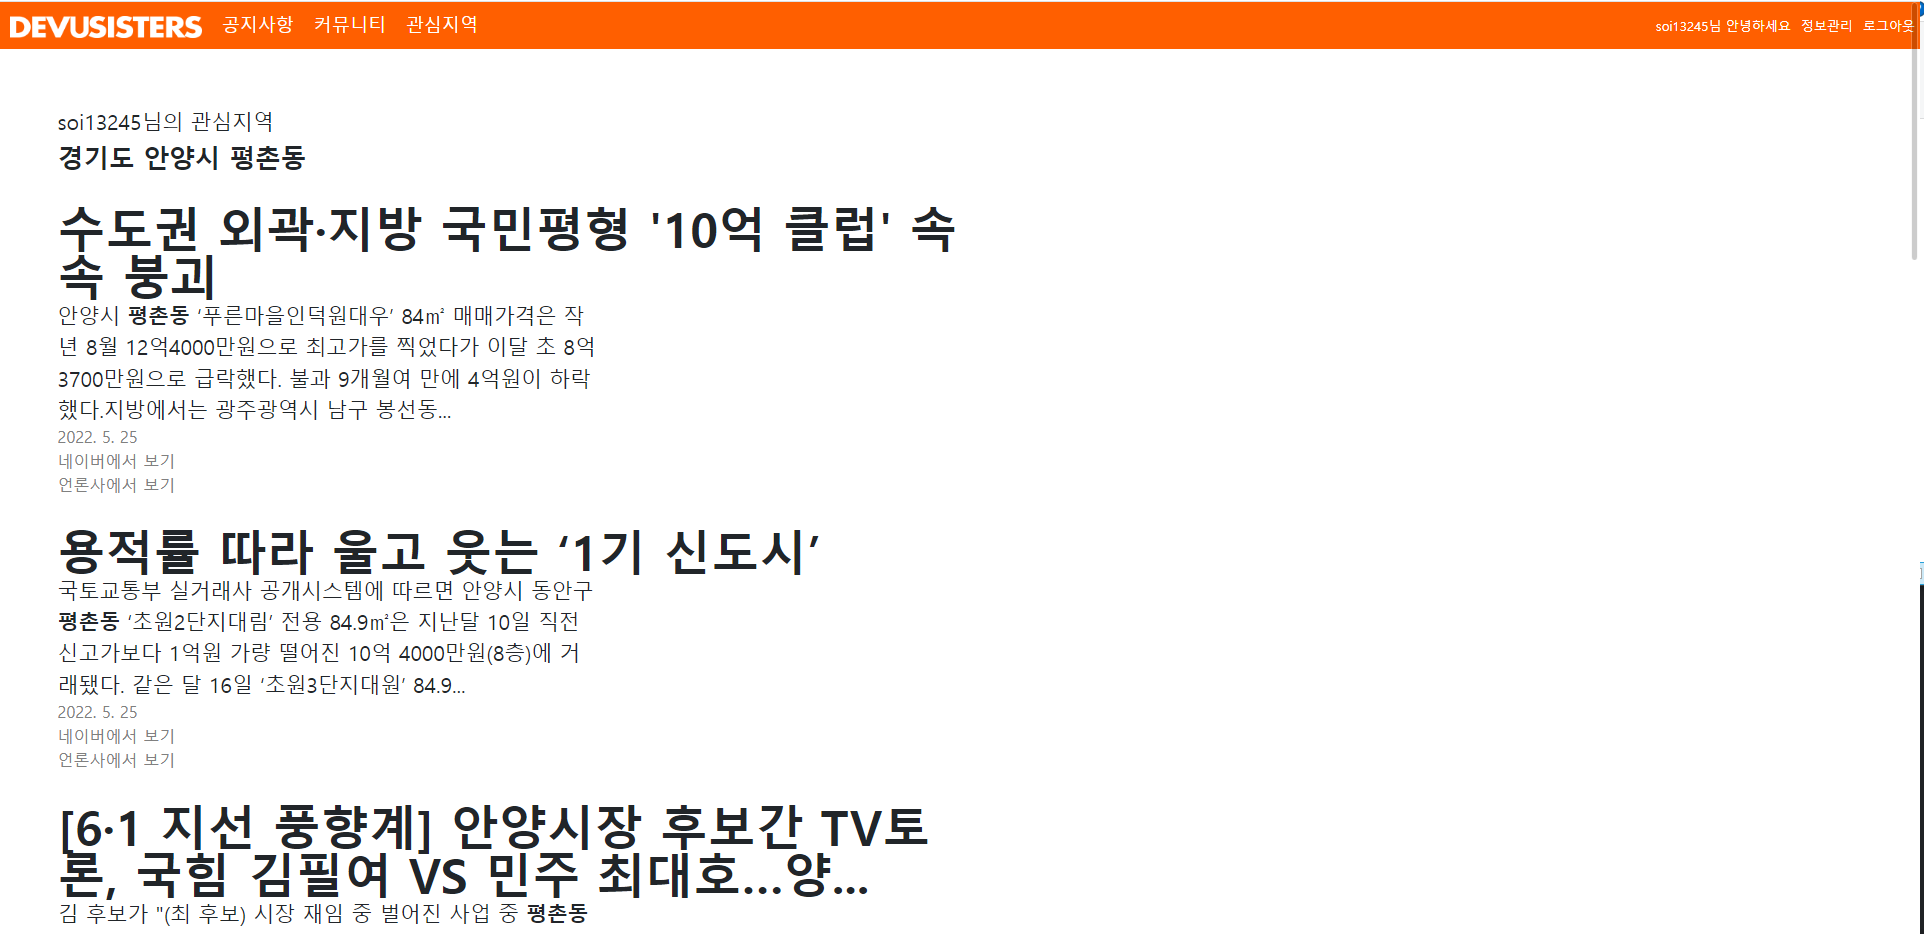 DEVUSISTERS 공지사항 커뮤니티 관심지역 soi13245님 안녕하세요 정보관리 로그아웃
soi13245님의 관심지역
경기도 안양시 평촌동
수도권 외곽·지방 국민평형 '10억 클럽' 속
속 붕괴
안양시 평촌동 ‘푸른마을인덕원대우’ 84㎡ 매매가격은 작
년 8월 12억4000만원으로 최고가를 찍었다가 이달 초 8억
3700만원으로 급락했다. 불과 9개월여 만에 4억원이 하락
했다.지방에서는 광주광역시 남구 봉선동...
2022. 5. 25
네이버에서 보기
언론사에서 보기
용적률 따라 울고 웃는 ‘1기 신도시’
국토교통부 실거래사 공개시스템에 따르면 안양시 동안구
평촌동 ‘초원2단지대림’ 전용 84.9㎡은 지난달 10일 직전
신고가보다 1억원 가량 떨어진 10억 4000만원(8층)에 거
래됐다. 같은 달 16일 ‘초원3단지대원’ 84.9...
2022. 5. 25
네이버에서 보기
언론사에서 보기
[6·1 지선 풍향계] 안양시장 후보간 TV토
론, 국힘 김필여 VS 민주 최대호…양...
김 후보가 "(최 후보) 시장 재임 중 벌어진 사업 중 평촌동